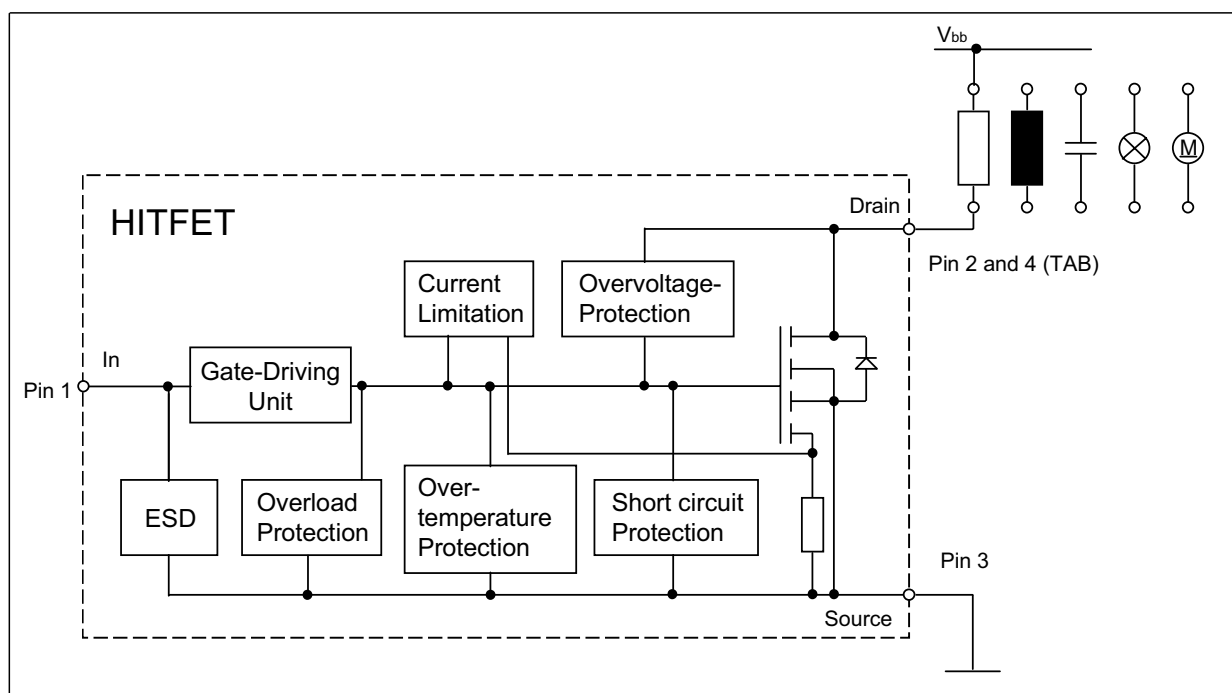 Vbb
HITFET
Drain
Pin 2 and 4 (TAB)
Current
Limitation
Overvoltage-
Protection
In
Pin 1
Gate-Driving
Unit
M
ESD
Overload
Protection
Over-
temperature
Protection
Short circuit
Protection
Pin 3
Source